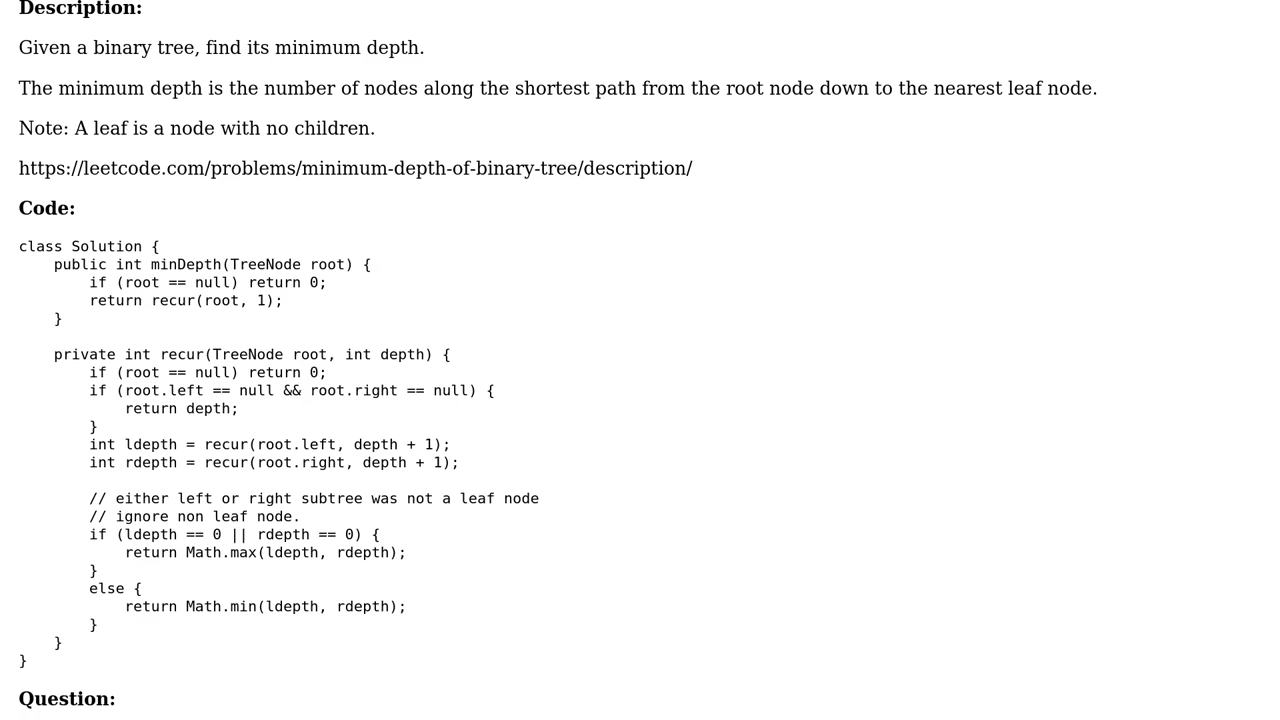 Description:
Given a binary tree, find its minimum depth.
The minimum depth is the number of nodes along the shortest path from the root node down to the nearest leaf node.
Note: A leaf is a node with no children.
https://leetcode.com/problems/minimum-depth-of-binary-tree/description/
Code:
class Solution {
    public int minDepth(TreeNode root) {
        if (root == null) return 0;
        return recur(root, 1);
    }

    private int recur(TreeNode root, int depth) {
        if (root == null) return 0;
        if (root.left == null && root.right == null) {
            return depth;
        }
        int ldepth = recur(root.left, depth + 1);
        int rdepth = recur(root.right, depth + 1);

        // either left or right subtree was not a leaf node
        // ignore non leaf node.
        if (ldepth == 0 || rdepth == 0) {
            return Math.max(ldepth, rdepth);
        }
        else {
            return Math.min(ldepth, rdepth);
        }
    }
}
Question: